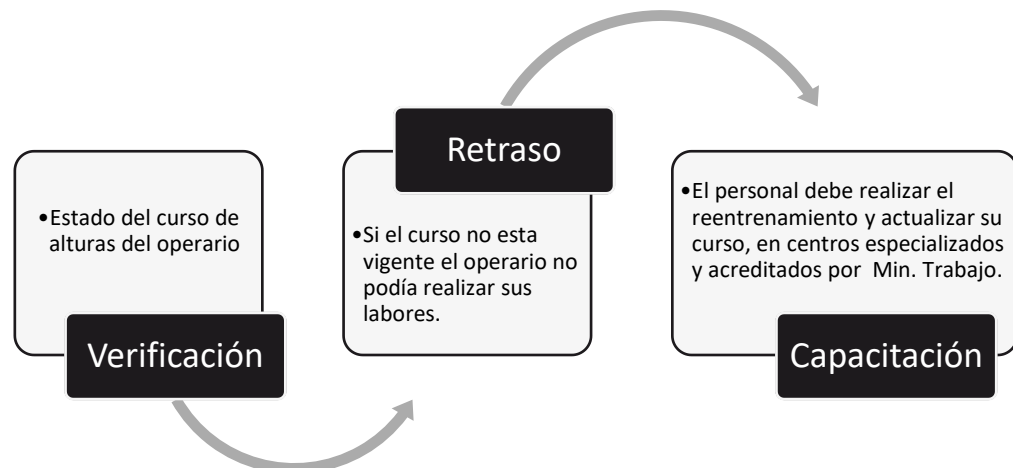 •Estado del curso de
alturas del operario
Verificación
Retraso
•Si el curso no esta
vigente el operario no
podía realizar sus
labores.
•El personal debe realizar el
reentrenamiento y actualizar su
curso, en centros especializados
y acreditados por  Min. Trabajo.
Capacitación